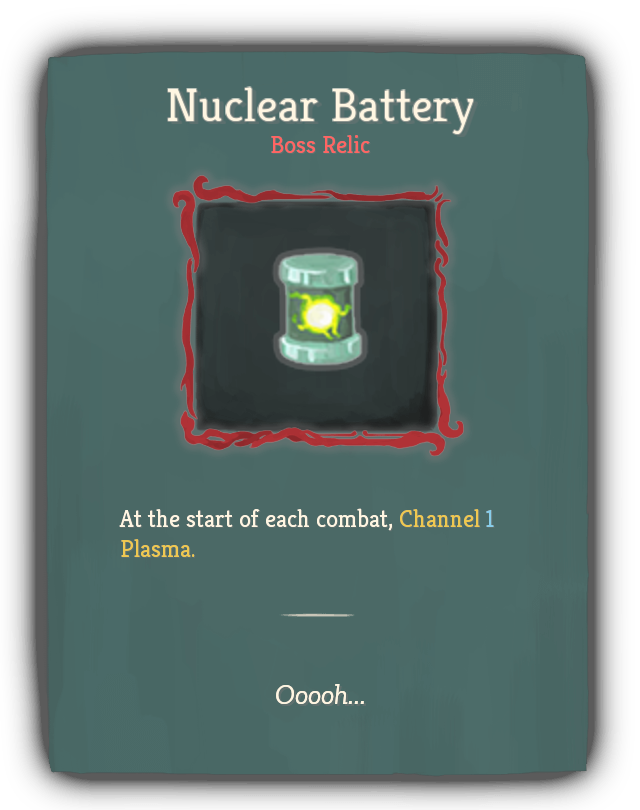 Nuclear Battery
Boss Relic
At the start of each combat, Channel 1
Plasma.
Ooooh...